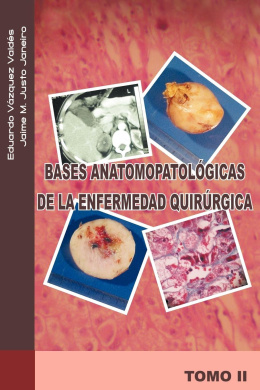 Eduardo Vázquez Valdés
Jaime M. Justo Janeiro
L
BASES ANATOMOPATOLÓGICAS
DE LA ENFERMEDAD QUIRÚRGICA
TOMO II